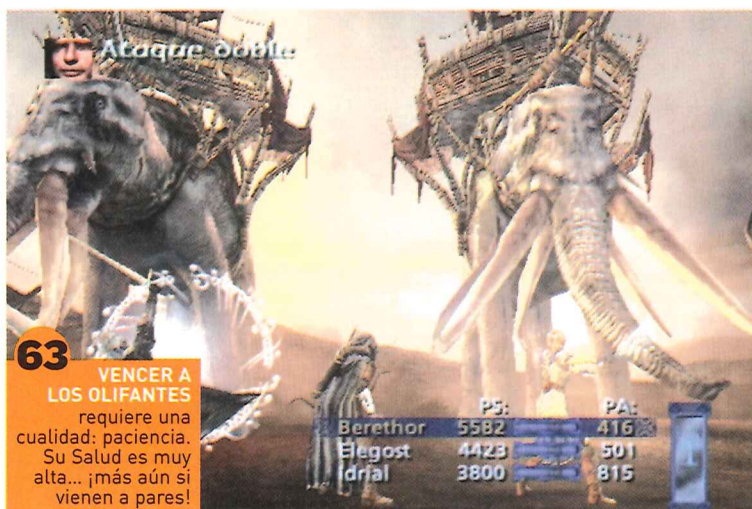 Ataque doble
63
VENCER A
LOS OLIFANTES
requiere una
cualidad: paciencia.
Su Salud es muy
alta... ¡más aún si
vienen a pares!
PS: PA:
Berethor 5582 416
Elegost 4423 501
Idrial 3800 815